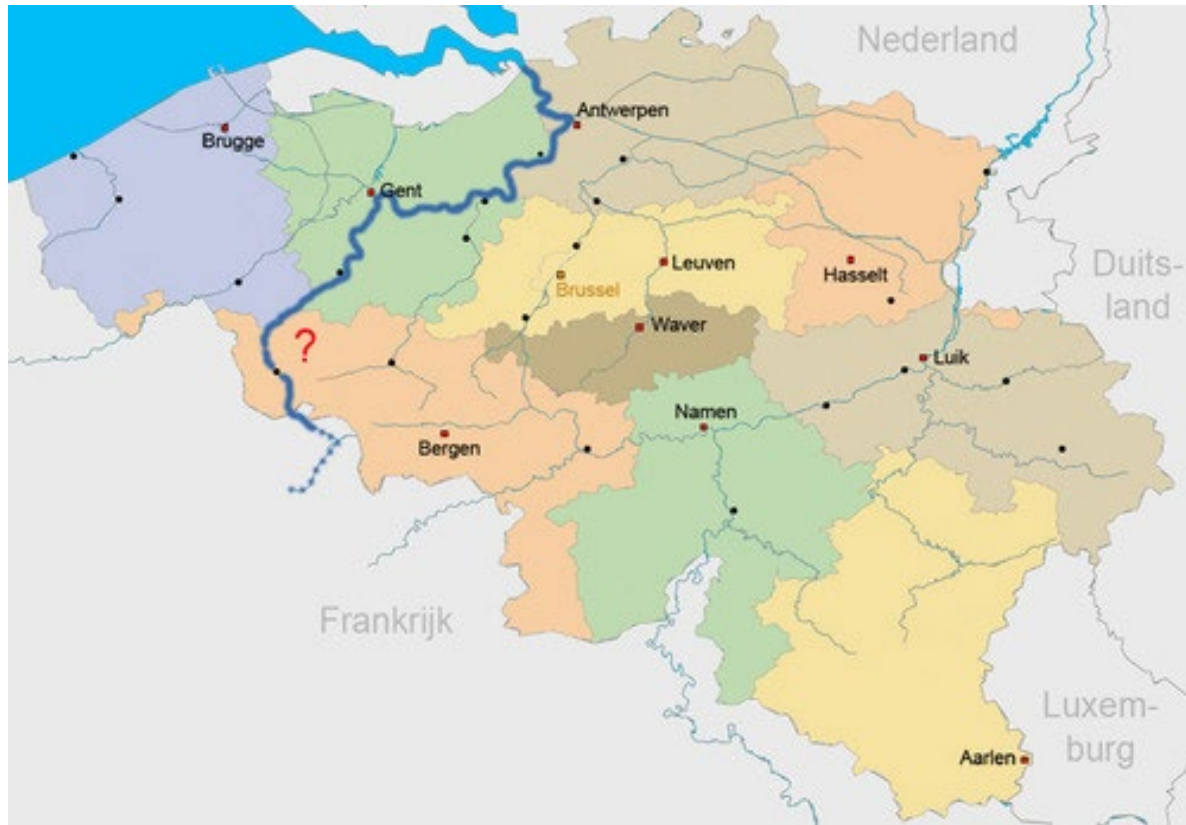 Nederland
Antwerpen
Brugge
Gent
Leuven
Hasselt
Duits-
land
Brussel
Waver
?
Luik
Namen
Bergen
Frankrijk
Luxem-
burg
Aarlen